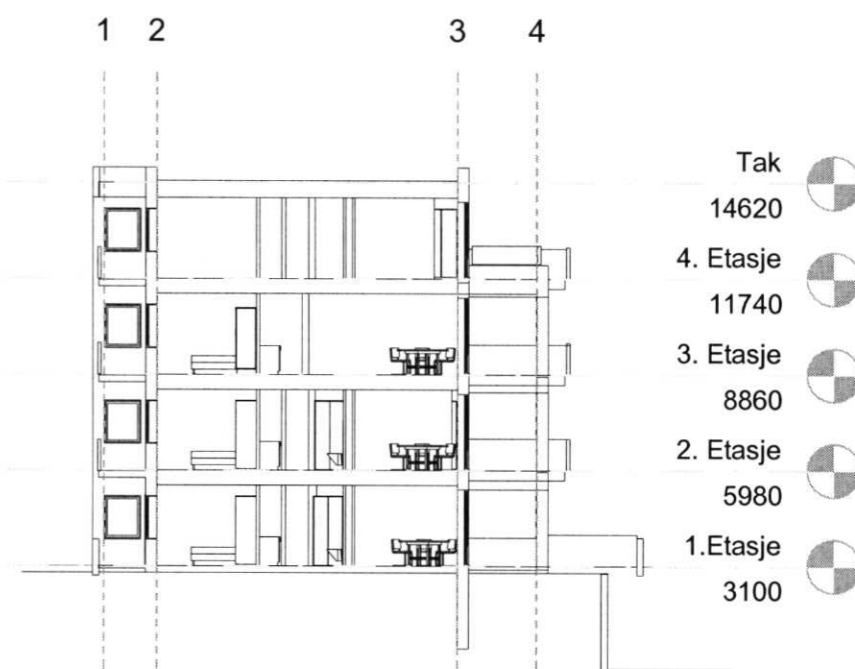 1 2 3 4
Tak
14620
4. Etasje
11740
3. Etasje
8860
2. Etasje
5980
1.Etasje
3100